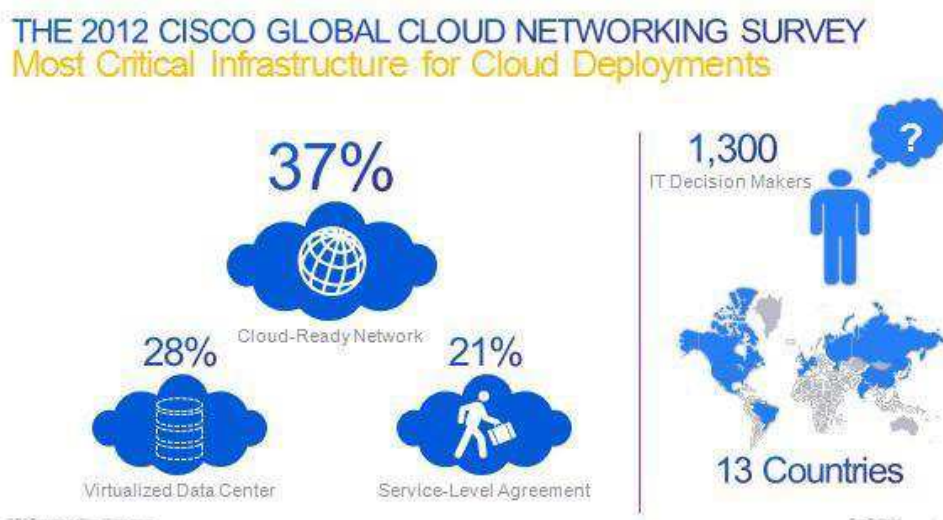 THE 2012 CISCO GLOBAL CLOUD NETWORKING SURVEY
Most Critical Infrastructure for Cloud Deployments
37%
Cloud-Ready Network
28%
Virtualized Data Center
21%
Service-Level Agreement
1,300
IT Decision Makers
?
13 Countries